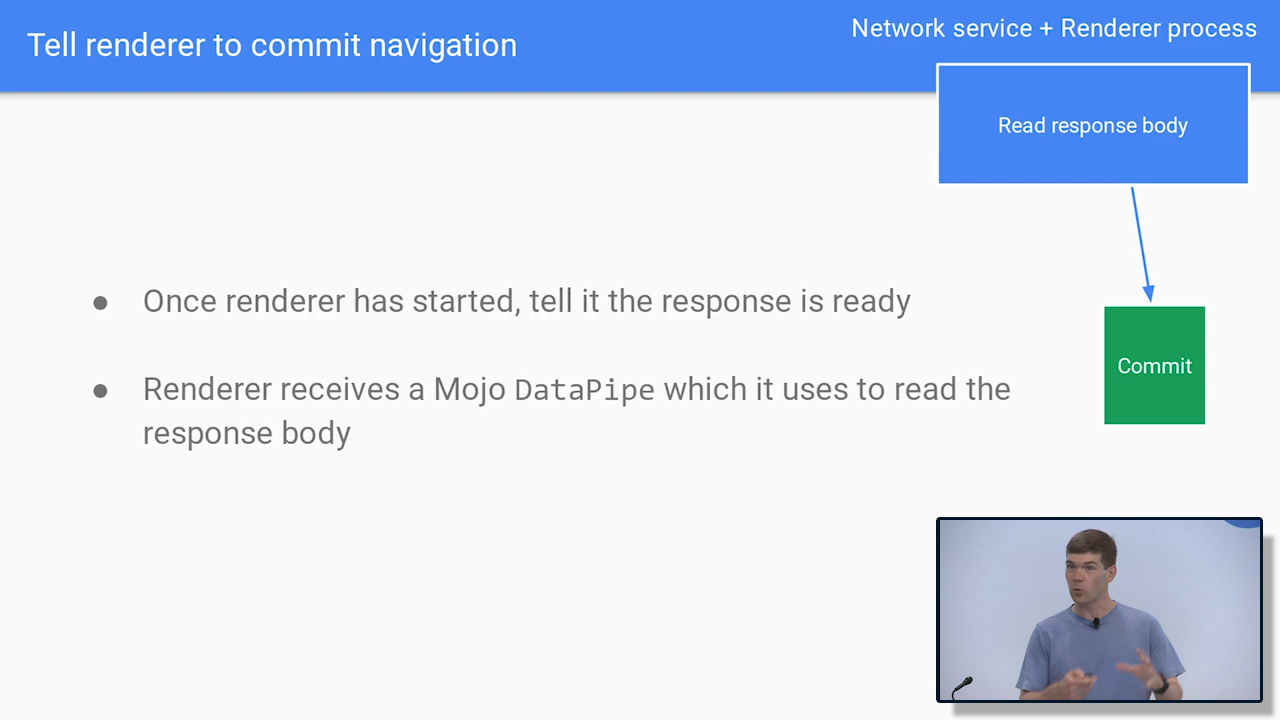 Tell renderer to commit navigation
Network service + Renderer process
Read response body
● Once renderer has started, tell it the response is ready
● Renderer receives a Mojo DataPipe which it uses to read the
response body
Commit